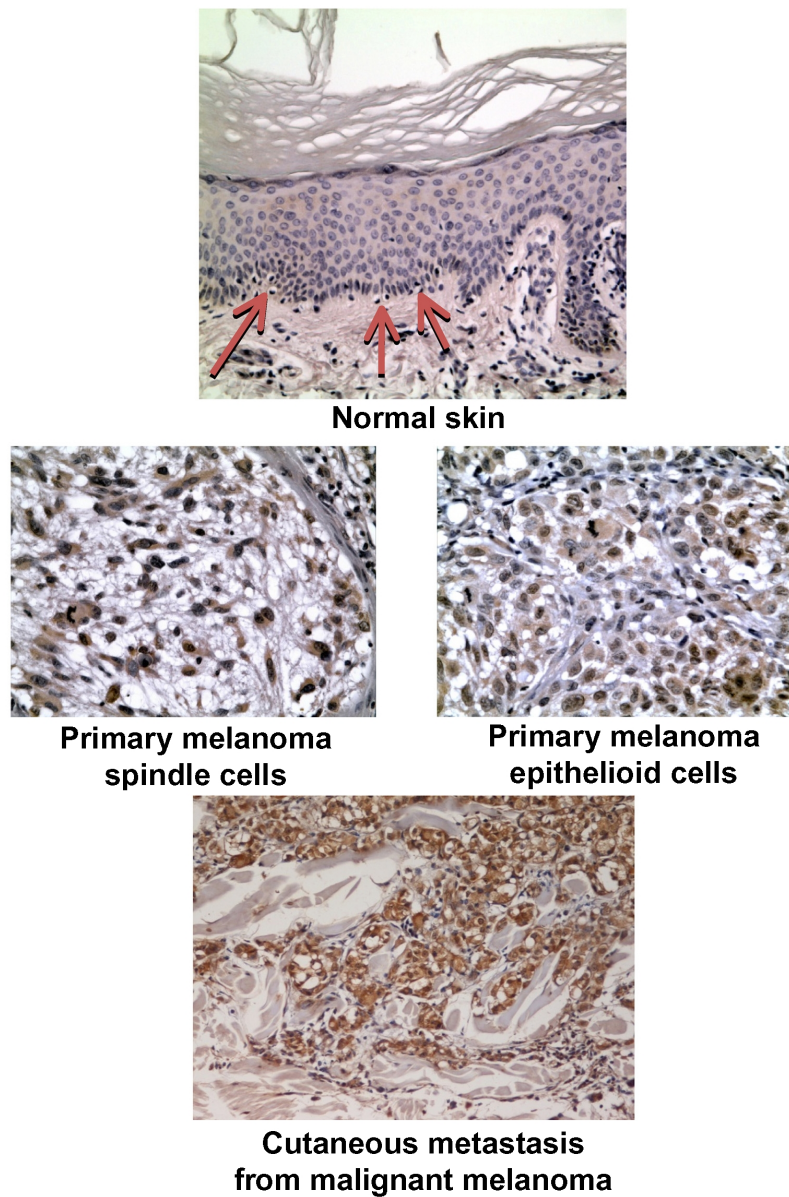 Normal skin
Primary melanoma
spindle cells
Primary melanoma
epithelioid cells
Cutaneous metastasis
from malignant melanoma